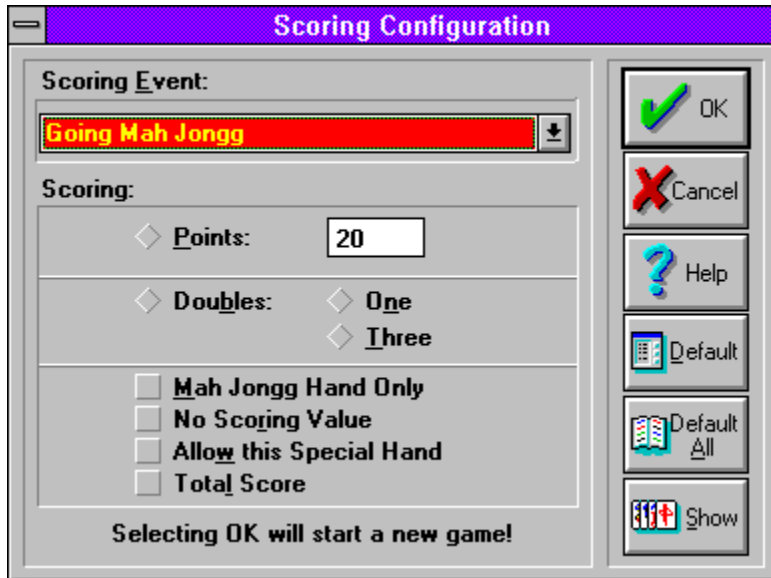 Scoring Configuration
Scoring Event:
Going Mah Jongg
Scoring:
Points: 20
Doubles: One
Three
Mah Jongg Hand Only
No Scoring Value
Allow this Special Hand
Total Score
Selecting OK will start a new game!
OK
Cancel
Help
Default
Default
All
Show